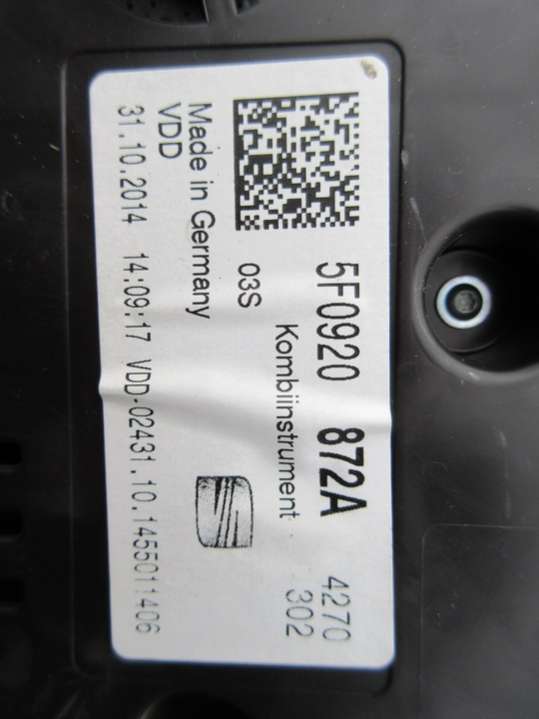 5F0920 872A 4270
Kombiinstrument 302
03S
Made in Germany
VDD
31.10.2014 14:09:17 VDD-02431.10.1455011406